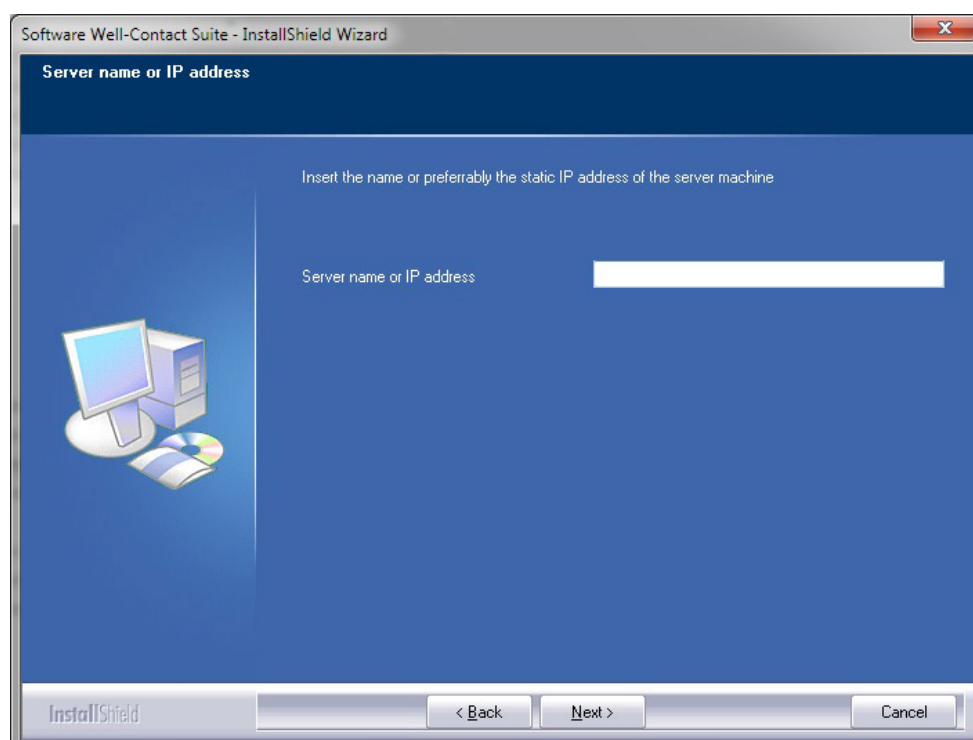 Software Well-Contact Suite - InstallShield Wizard
Server name or IP address
Insert the name or preferrably the static IP address of the server machine
Server name or IP address
InstallShield
< Back
Next >
Cancel